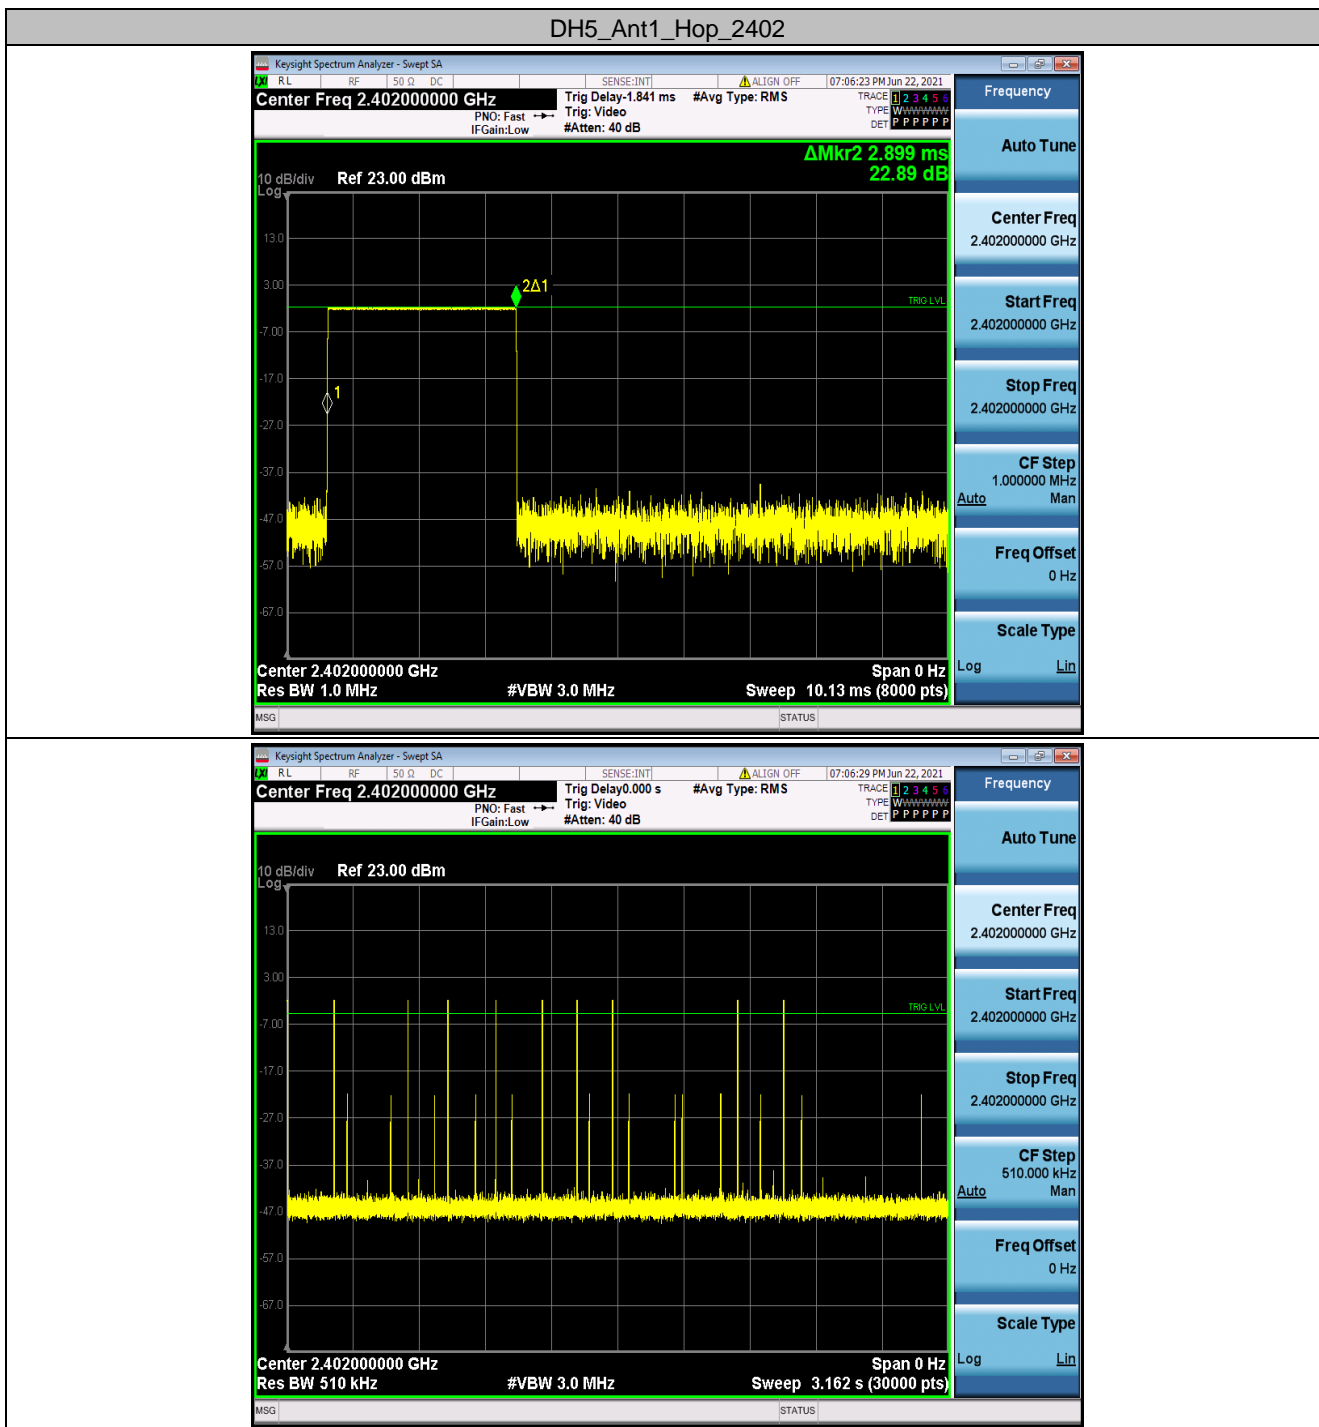 DH5_Ant1_Hop_2402
Keysight Spectrum Analyzer - Swept SA
LXI RL RF 50 Ω DC SENSE:INT ALIGN OFF 07:06:23 PM Jun 22, 2021
Center Freq 2.402000000 GHz
PNO: Fast
IFGain:Low
Trig Delay-1.841 ms
Trig: Video
#Atten: 40 dB
#Avg Type: RMS
TRACE 1 2 3 4 5 6
TYPE WWWWWW
DET P P P P P P
ΔMkr2 2.899 ms
22.89 dB
10 dB/div Ref 23.00 dBm
Log
13.0
3.00
-7.00
-17.0
-27.0
-37.0
-47.0
-57.0
-67.0
2Δ1
TRIG LVL
1
Center 2.402000000 GHz Span 0 Hz
Res BW 1.0 MHz #VBW 3.0 MHz Sweep 10.13 ms (8000 pts)
MSG STATUS
Frequency
Auto Tune
Center Freq
2.402000000 GHz
Start Freq
2.402000000 GHz
Stop Freq
2.402000000 GHz
CF Step
1.000000 MHz
Auto Man
Freq Offset
0 Hz
Scale Type
Log Lin
Keysight Spectrum Analyzer - Swept SA
LXI RL RF 50 Ω DC SENSE:INT ALIGN OFF 07:06:29 PM Jun 22, 2021
Center Freq 2.402000000 GHz
PNO: Fast
IFGain:Low
Trig Delay0.000 s
Trig: Video
#Atten: 40 dB
#Avg Type: RMS
TRACE 1 2 3 4 5 6
TYPE WWWWWW
DET P P P P P P
10 dB/div Ref 23.00 dBm
Log
13.0
3.00
-7.00
-17.0
-27.0
-37.0
-47.0
-57.0
-67.0
TRIG LVL
Center 2.402000000 GHz Span 0 Hz
Res BW 510 kHz #VBW 3.0 MHz Sweep 3.162 s (30000 pts)
MSG STATUS
Frequency
Auto Tune
Center Freq
2.402000000 GHz
Start Freq
2.402000000 GHz
Stop Freq
2.402000000 GHz
CF Step
510.000 kHz
Auto Man
Freq Offset
0 Hz
Scale Type
Log Lin